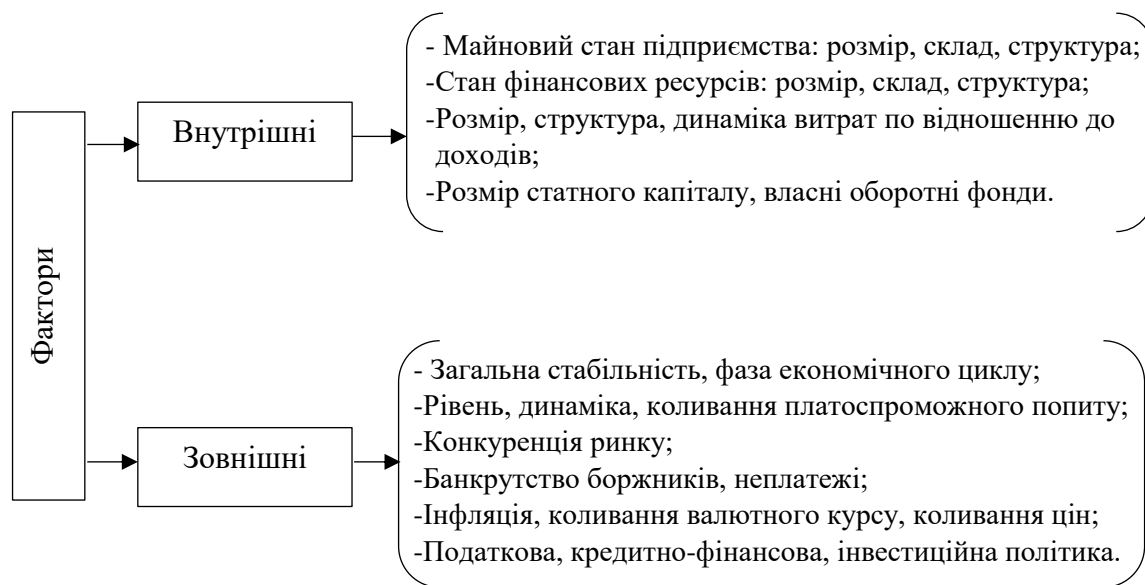 Фактори
Внутрішні
- Майновий стан підприємства: розмір, склад, структура;
-Стан фінансових ресурсів: розмір, склад, структура;
-Розмір, структура, динаміка витрат по відношенню до
доходів;
-Розмір статного капіталу, власні оборотні фонди.
Зовнішні
- Загальна стабільність, фаза економічного циклу;
-Рівень, динаміка, коливання платоспроможного попиту;
-Конкуренція ринку;
-Банкрутство боржників, неплатежі;
-Інфляція, коливання валютного курсу, коливання цін;
-Податкова, кредитно-фінансова, інвестиційна політика.